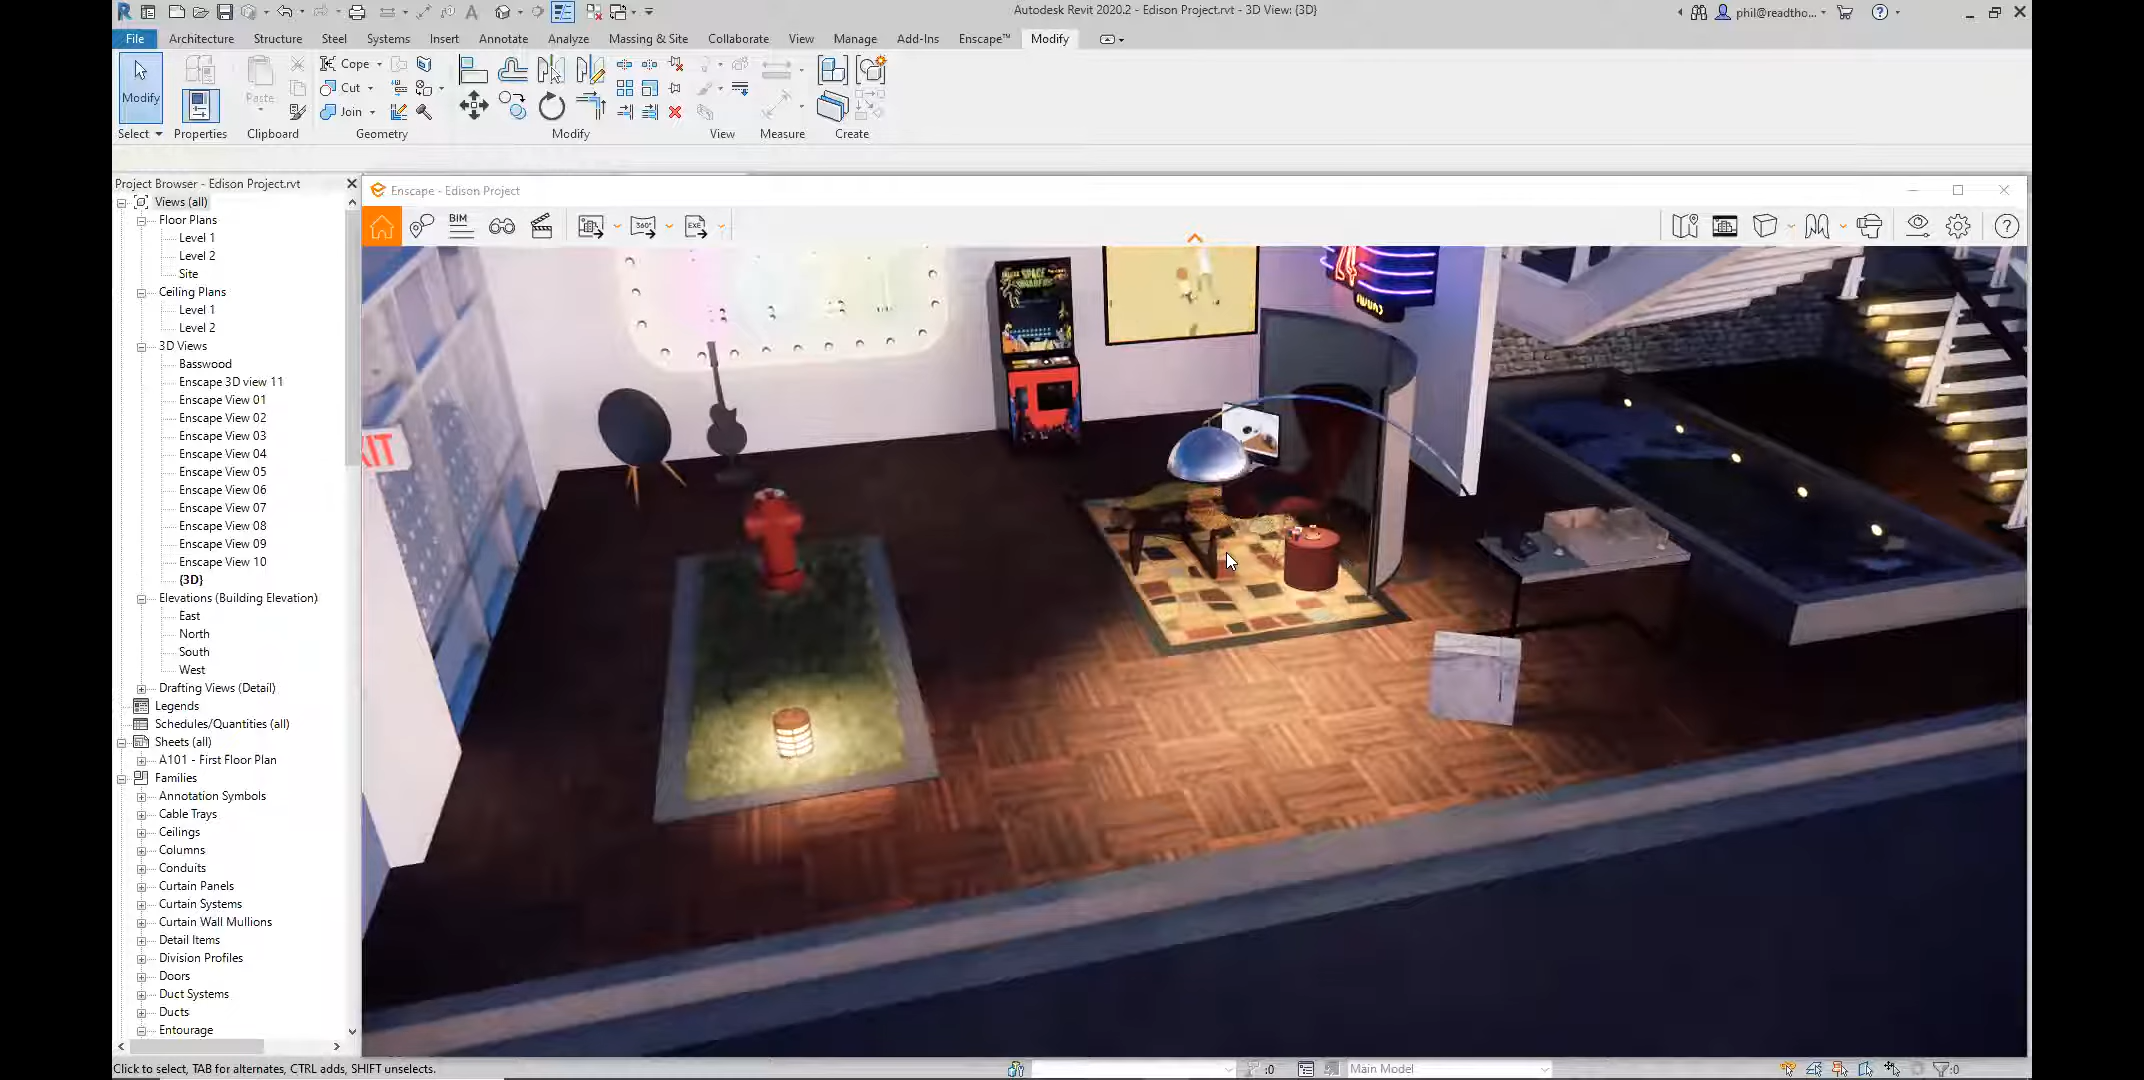 Autodesk Revit 2020.2 - Edison Project.rvt - 3D View: {3D}
phil@readtho...
File Architecture Structure Steel Systems Insert Annotate Analyze Massing & Site Collaborate View Manage Add-Ins Enscape™ Modify
Modify
Paste
Cope
Cut
Join
Select Properties Clipboard Geometry Modify View Measure Create
Project Browser - Edison Project.rvt
Enscape - Edison Project
BIM
360°
EXE
Views (all)
Floor Plans
Level 1
Level 2
Site
Ceiling Plans
Level 1
Level 2
3D Views
Basswood
Enscape 3D view 11
Enscape View 01
Enscape View 02
Enscape View 03
Enscape View 04
Enscape View 05
Enscape View 06
Enscape View 07
Enscape View 08
Enscape View 09
Enscape View 10
{3D}
Elevations (Building Elevation)
East
North
South
West
Drafting Views (Detail)
Legends
Schedules/Quantities (all)
Sheets (all)
A101 - First Floor Plan
Families
Annotation Symbols
Cable Trays
Ceilings
Columns
Conduits
Curtain Panels
Curtain Systems
Curtain Wall Mullions
Detail Items
Division Profiles
Doors
Duct Systems
Ducts
Entourage
SPACE
INVADERS
XIT
Click to select, TAB for alternates, CTRL adds, SHIFT unselects.
:0
Main Model
:0